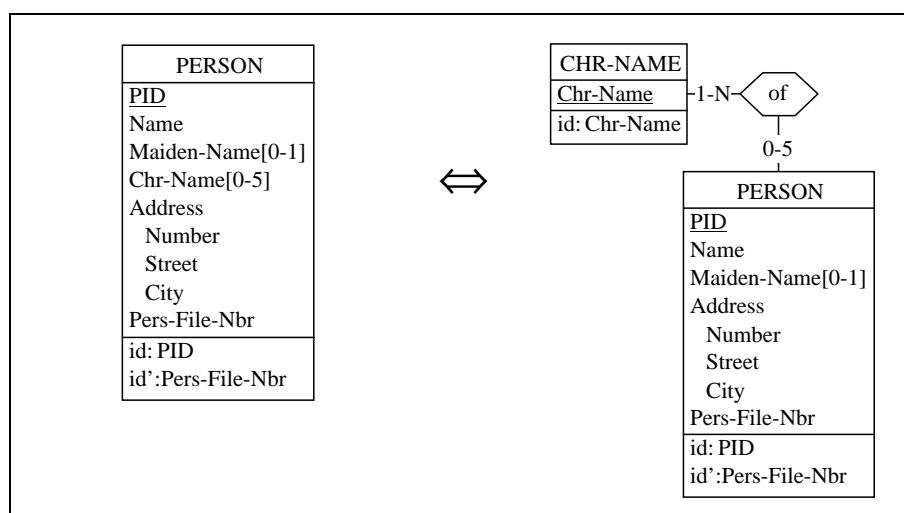 PERSON
PID
Name
Maiden-Name[0-1]
Chr-Name[0-5]
Address
Number
Street
City
Pers-File-Nbr
id: PID
id':Pers-File-Nbr
⇔
CHR-NAME
Chr-Name
id: Chr-Name
1-N
of
0-5
PERSON
PID
Name
Maiden-Name[0-1]
Address
Number
Street
City
Pers-File-Nbr
id: PID
id':Pers-File-Nbr